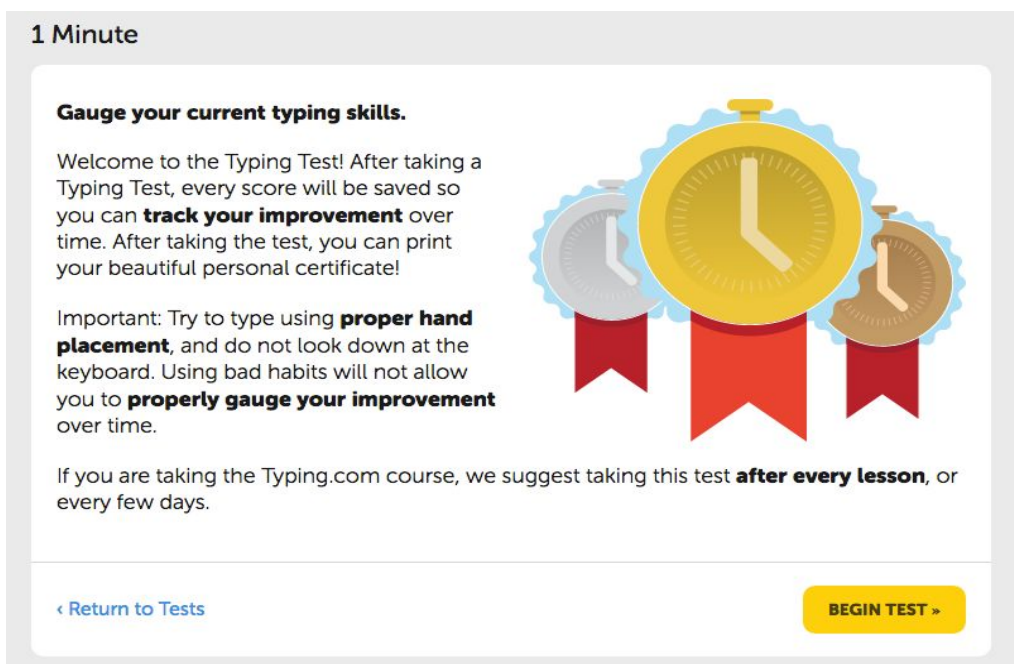 1 Minute
Gauge your current typing skills.
Welcome to the Typing Test! After taking a
Typing Test, every score will be saved so
you can track your improvement over
time. After taking the test, you can print
your beautiful personal certificate!
Important: Try to type using proper hand
placement, and do not look down at the
keyboard. Using bad habits will not allow
you to properly gauge your improvement
over time.
If you are taking the Typing.com course, we suggest taking this test after every lesson, or
every few days.
‹ Return to Tests
BEGIN TEST »